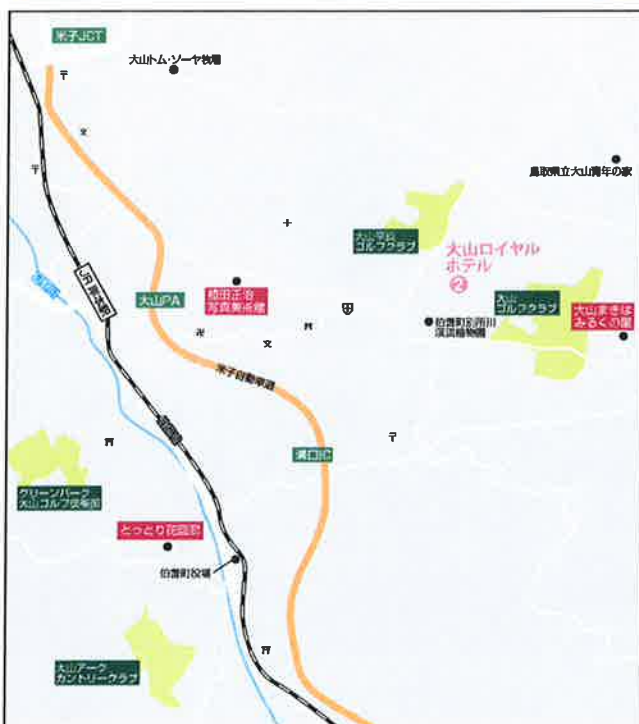 米子JCT
大山トム・ソーヤ牧場
鳥取県立大山青年の家
大山平原
ゴルフクラブ
大山ロイヤル
ホテル
②
JR岸本駅
大山PA
植田正治
写真美術館
大山
ゴルフクラブ
大山まきば
みるくの里
伯耆町別所川
渓流植物園
米子自動車道
溝口IC
グリーンパーク
大山ゴルフ倶楽部
とっとり花回廊
伯耆町役場
大山アーク
カントリークラブ